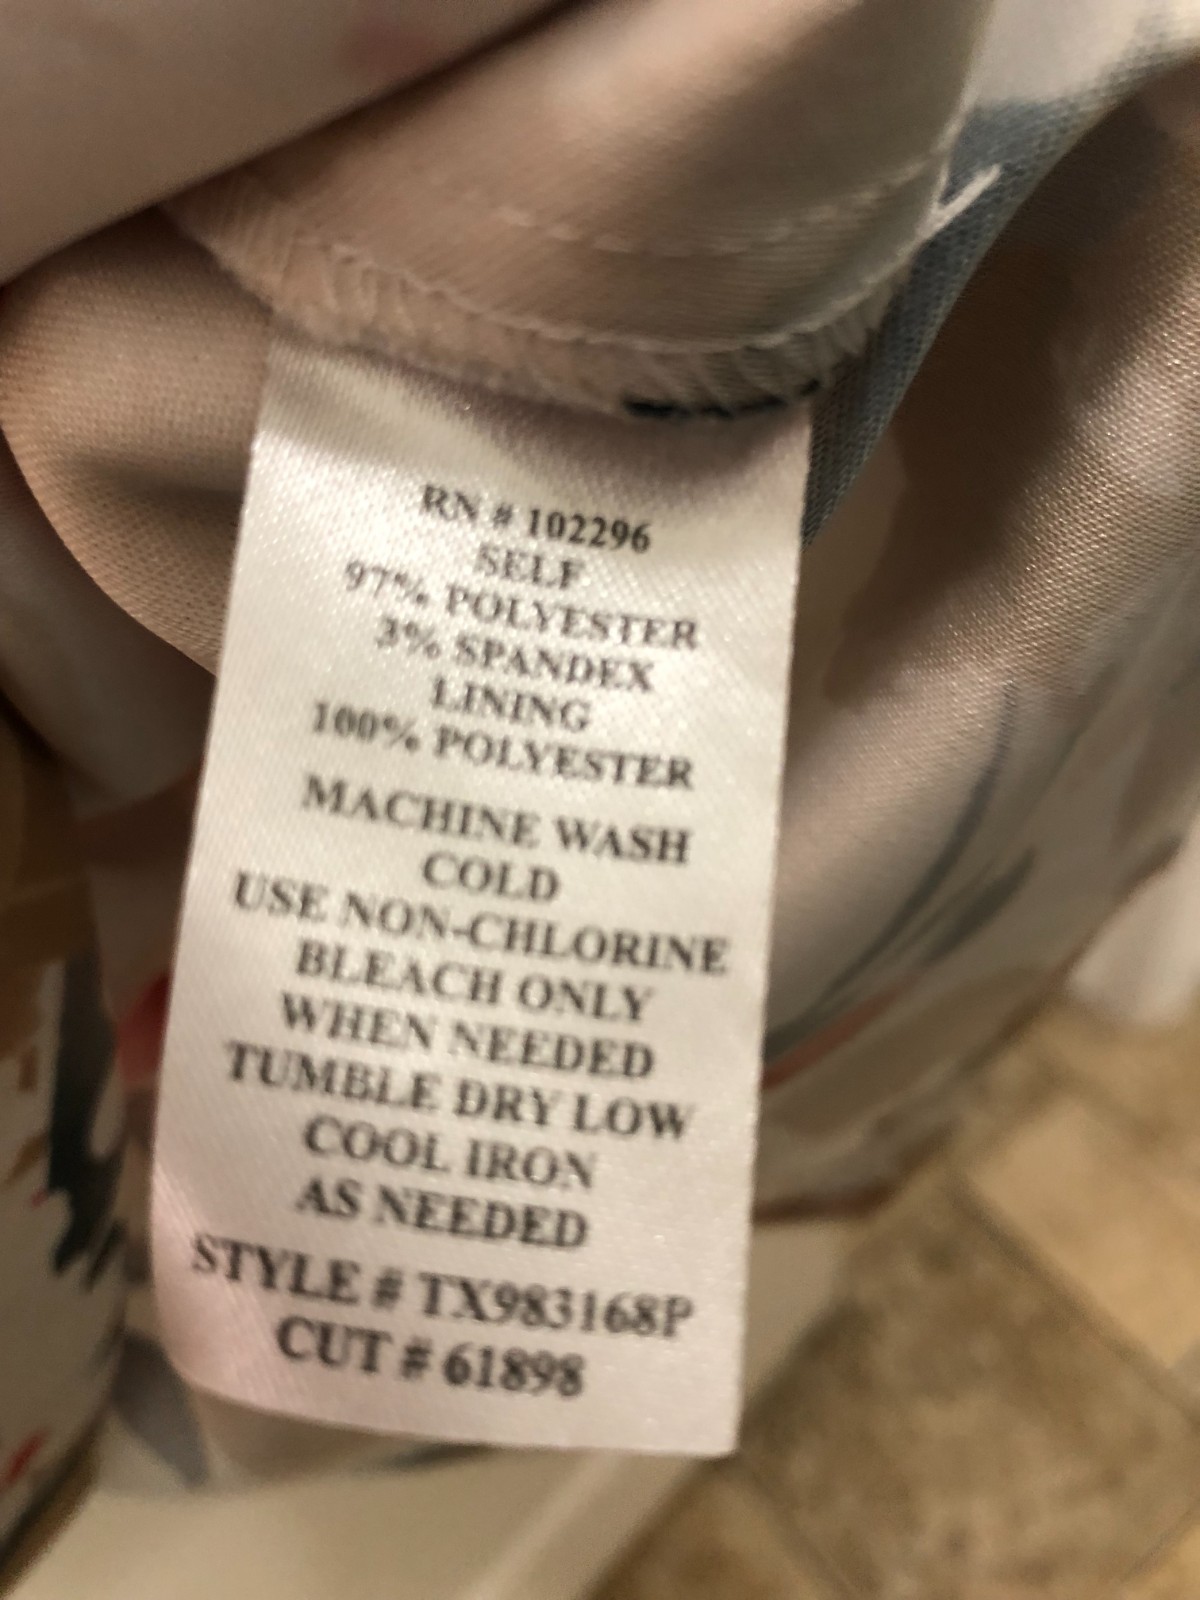 RN # 102296
SELF
97% POLYESTER
3% SPANDEX
LINING
100% POLYESTER
MACHINE WASH
COLD
USE NON-CHLORINE
BLEACH ONLY
WHEN NEEDED
TUMBLE DRY LOW
COOL IRON
AS NEEDED
STYLE # TX983168P
CUT # 61898